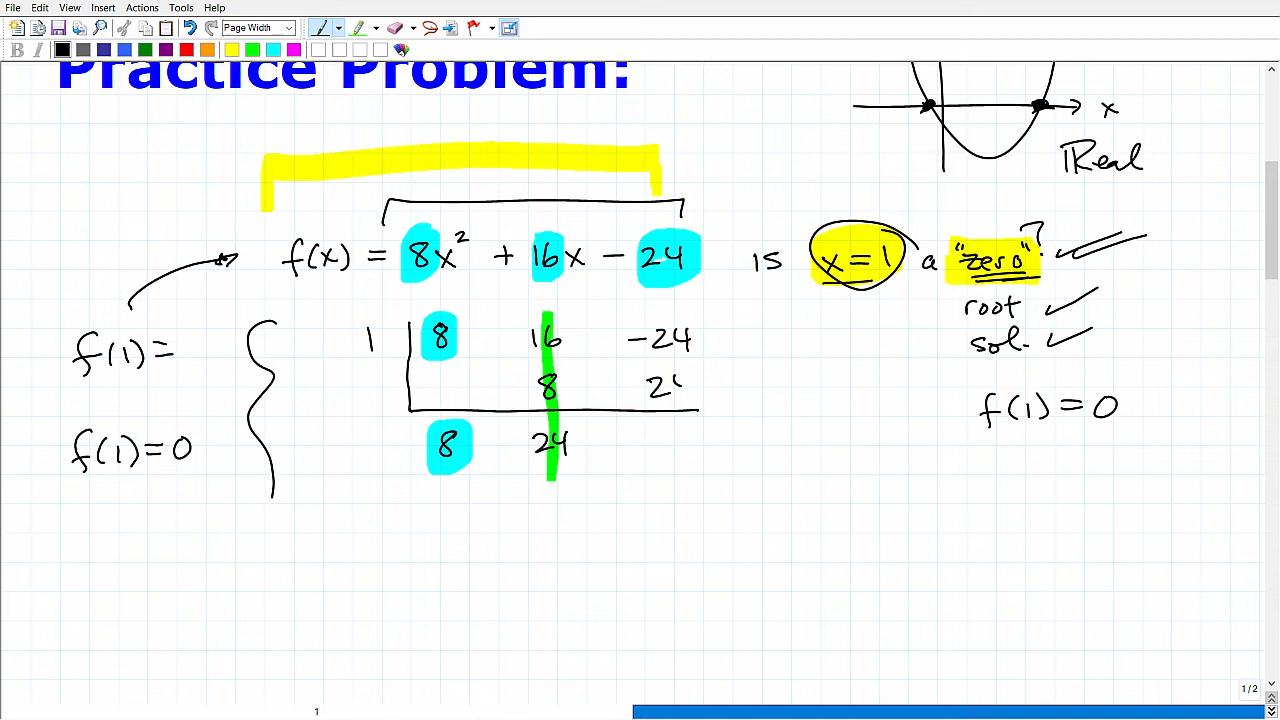 File Edit View Insert Actions Tools Help
Page Width
B I
Practice Problem:
x
Real
f(x) = 8x² + 16x − 24 is x = 1 a "zero"?
root
sol.
f(1) =
1 8 16 −24
8
f(1) = 0
f(1) = 0
8 24
1/2
1